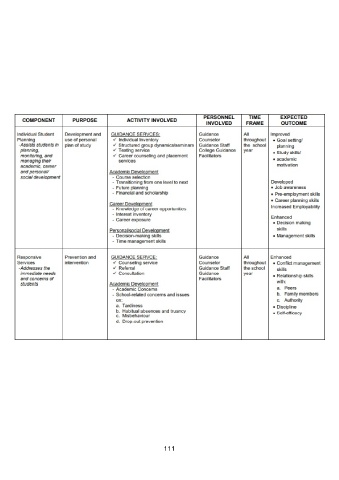 COMPONENT
PURPOSE
ACTIVITY INVOLVED
PERSONNEL
INVOLVED
TIME
FRAME
EXPECTED
OUTCOME
Individual Student
Planning
-Assists students in
planning,
monitoring, and
managing their
academic, career
and personal/
social development
Development and
use of personal
plan of study
GUIDANCE SERVICES:
✓ Individual Inventory
✓ Structured group dynamics/seminars
✓ Testing service
✓ Career counseling and placement
services
Academic Development
- Course selection
- Transitioning from one level to next
- Future planning
- Financial and scholarship
Career Development
- Knowledge of career opportunities
- Interest inventory
- Career exposure
Personal/social Development
- Decision-making skills
- Time management skills
Guidance
Counselor
Guidance Staff
College Guidance
Facilitators
All
throughout
the school
year
Improved
• Goal setting/
planning
• Study skills/
• academic
motivation
Developed
• Job awareness
• Pre-employment skills
• Career planning skills
Increased Employability
Enhanced
• Decision making
skills
• Management skills
Responsive
Services
-Addresses the
immediate needs
and concerns of
students
Prevention and
intervention
GUIDANCE SERVICE:
✓ Counseling service
✓ Referral
✓ Consultation
Academic Development
- Academic Concerns
- School-related concerns and issues
on:
a. Tardiness
b. Habitual absences and truancy
c. Misbehaviour
d. Drop out prevention
Guidance
Counselor
Guidance Staff
Guidance
Facilitators
All
throughout
the school
year
Enhanced
• Conflict management
skills
• Relationship skills
with:
a. Peers
b. Family members
c. Authority
• Discipline
• Self-efficacy
111